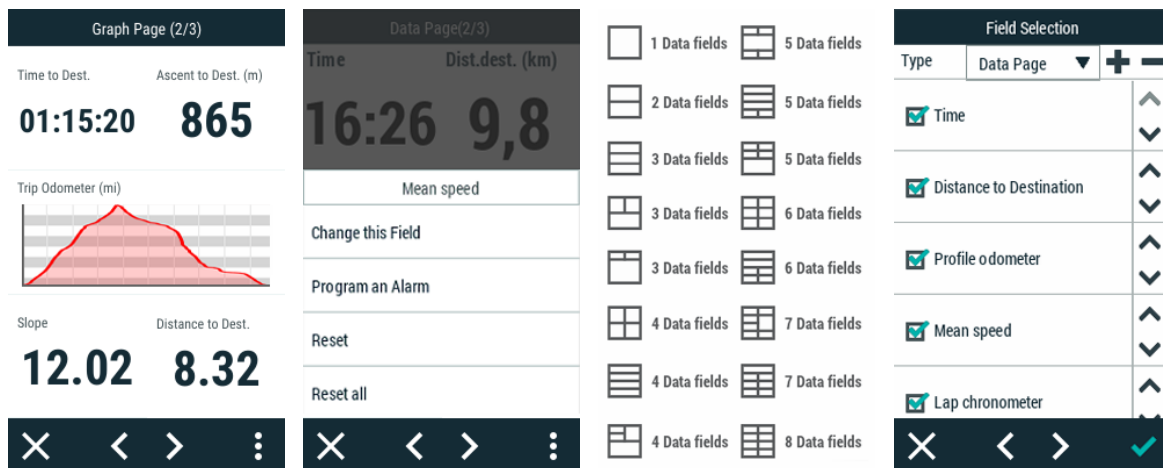 Graph Page (2/3)
Time to Dest. Ascent to Dest. (m)
01:15:20 865
Trip Odometer (mi)
Slope Distance to Dest.
12.02 8.32
Data Page(2/3)
Time Dist.dest. (km)
16:26 9,8
Mean speed
Change this Field
Program an Alarm
Reset
Reset all
1 Data fields 5 Data fields
2 Data fields 5 Data fields
3 Data fields 5 Data fields
3 Data fields 6 Data fields
3 Data fields 6 Data fields
4 Data fields 7 Data fields
4 Data fields 7 Data fields
4 Data fields 8 Data fields
Field Selection
Type Data Page
Time
Distance to Destination
Profile odometer
Mean speed
Lap chronometer